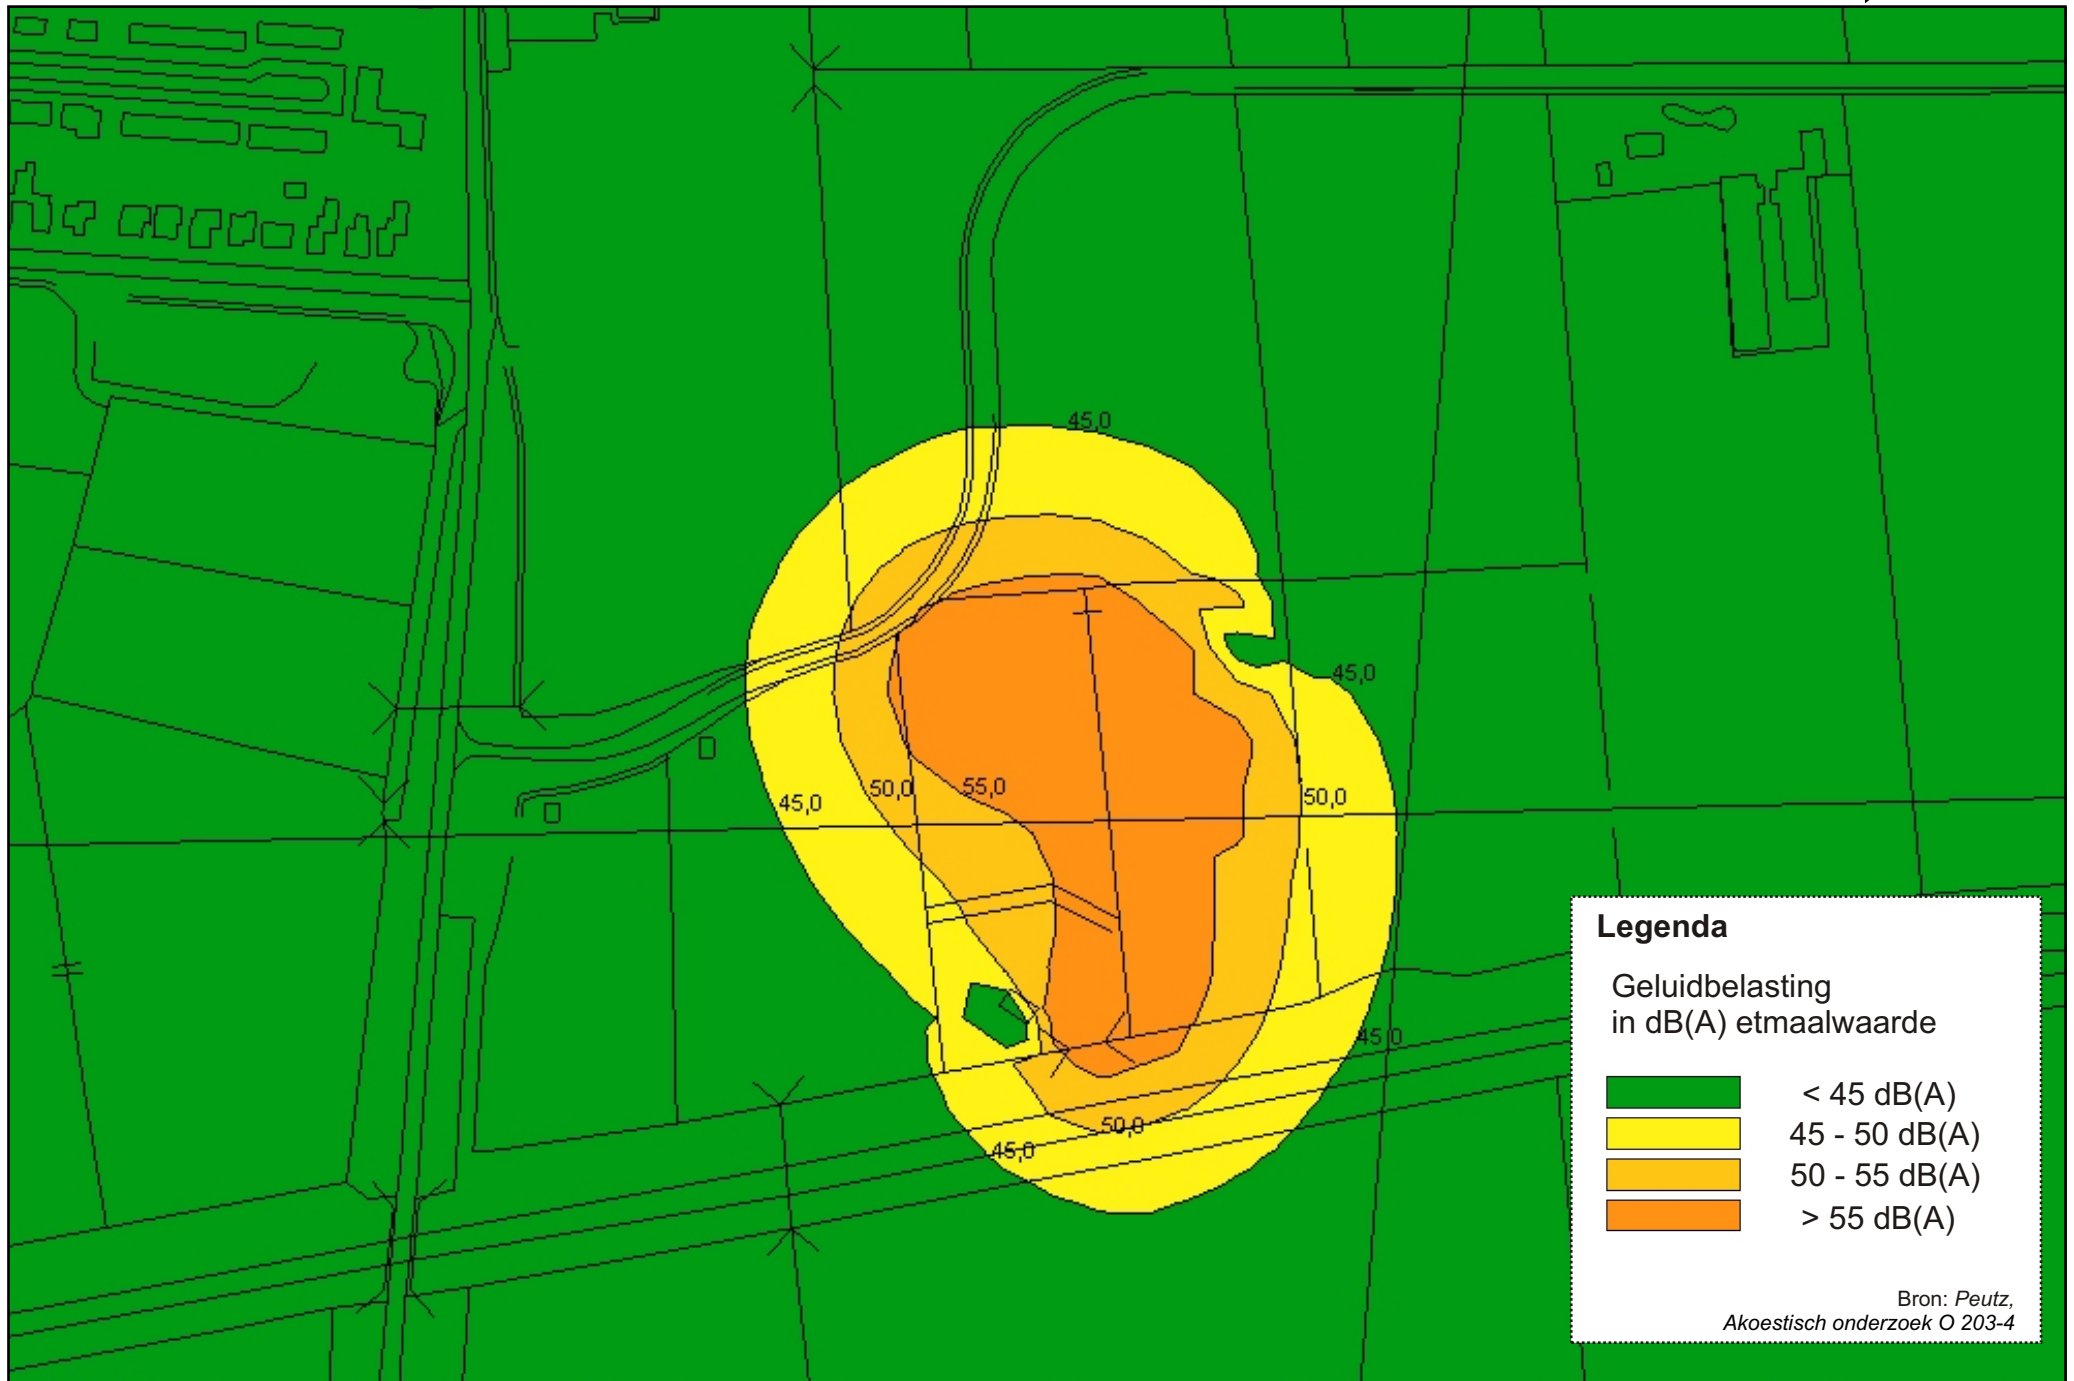 45,0
45,0
50,0
55,0
45,0
50,0
45,0
50,0
45,0
Legenda
Geluidbelasting
in dB(A) etmaalwaarde
< 45 dB(A)
45 - 50 dB(A)
50 - 55 dB(A)
> 55 dB(A)
Bron: Peutz,
Akoestisch onderzoek O 203-4